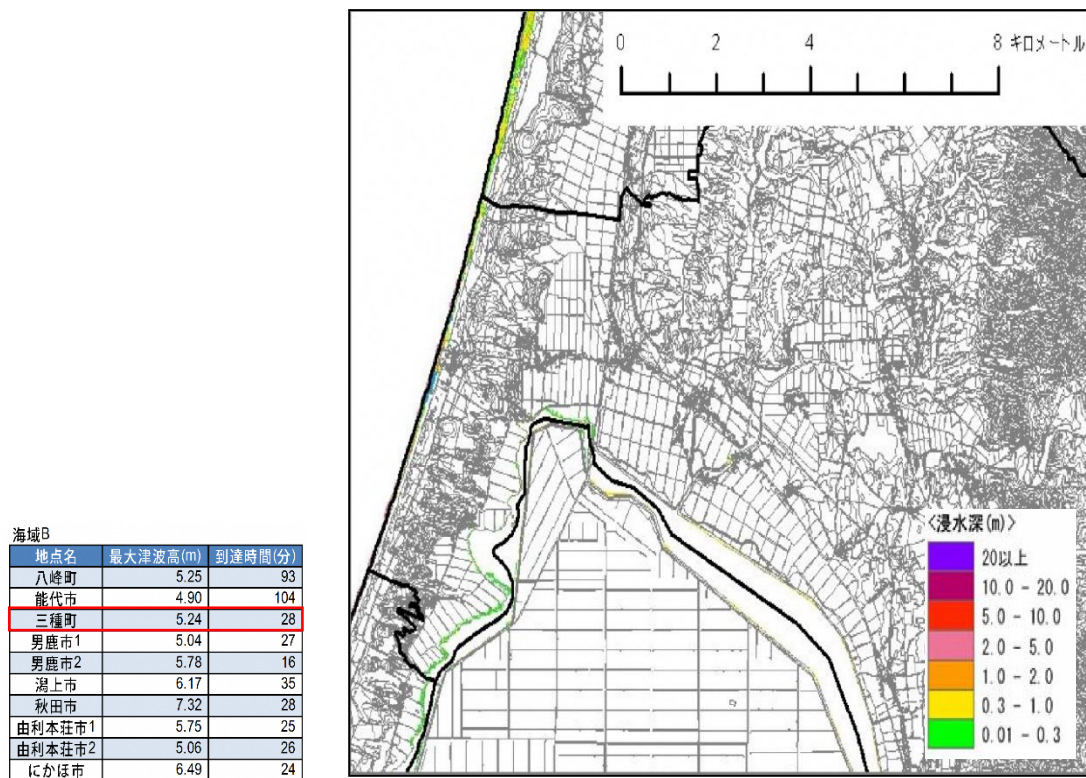 海域B
地点名 最大津波高(m) 到達時間(分)
八峰町 5.25 93
能代市 4.90 104
三種町 5.24 28
男鹿市1 5.04 27
男鹿市2 5.78 16
潟上市 6.17 35
秋田市 7.32 28
由利本荘市1 5.75 25
由利本荘市2 5.06 26
にかほ市 6.49 24
0 2 4 8 キロメートル
<浸水深(m)>
20以上
10.0 - 20.0
5.0 - 10.0
2.0 - 5.0
1.0 - 2.0
0.3 - 1.0
0.01 - 0.3